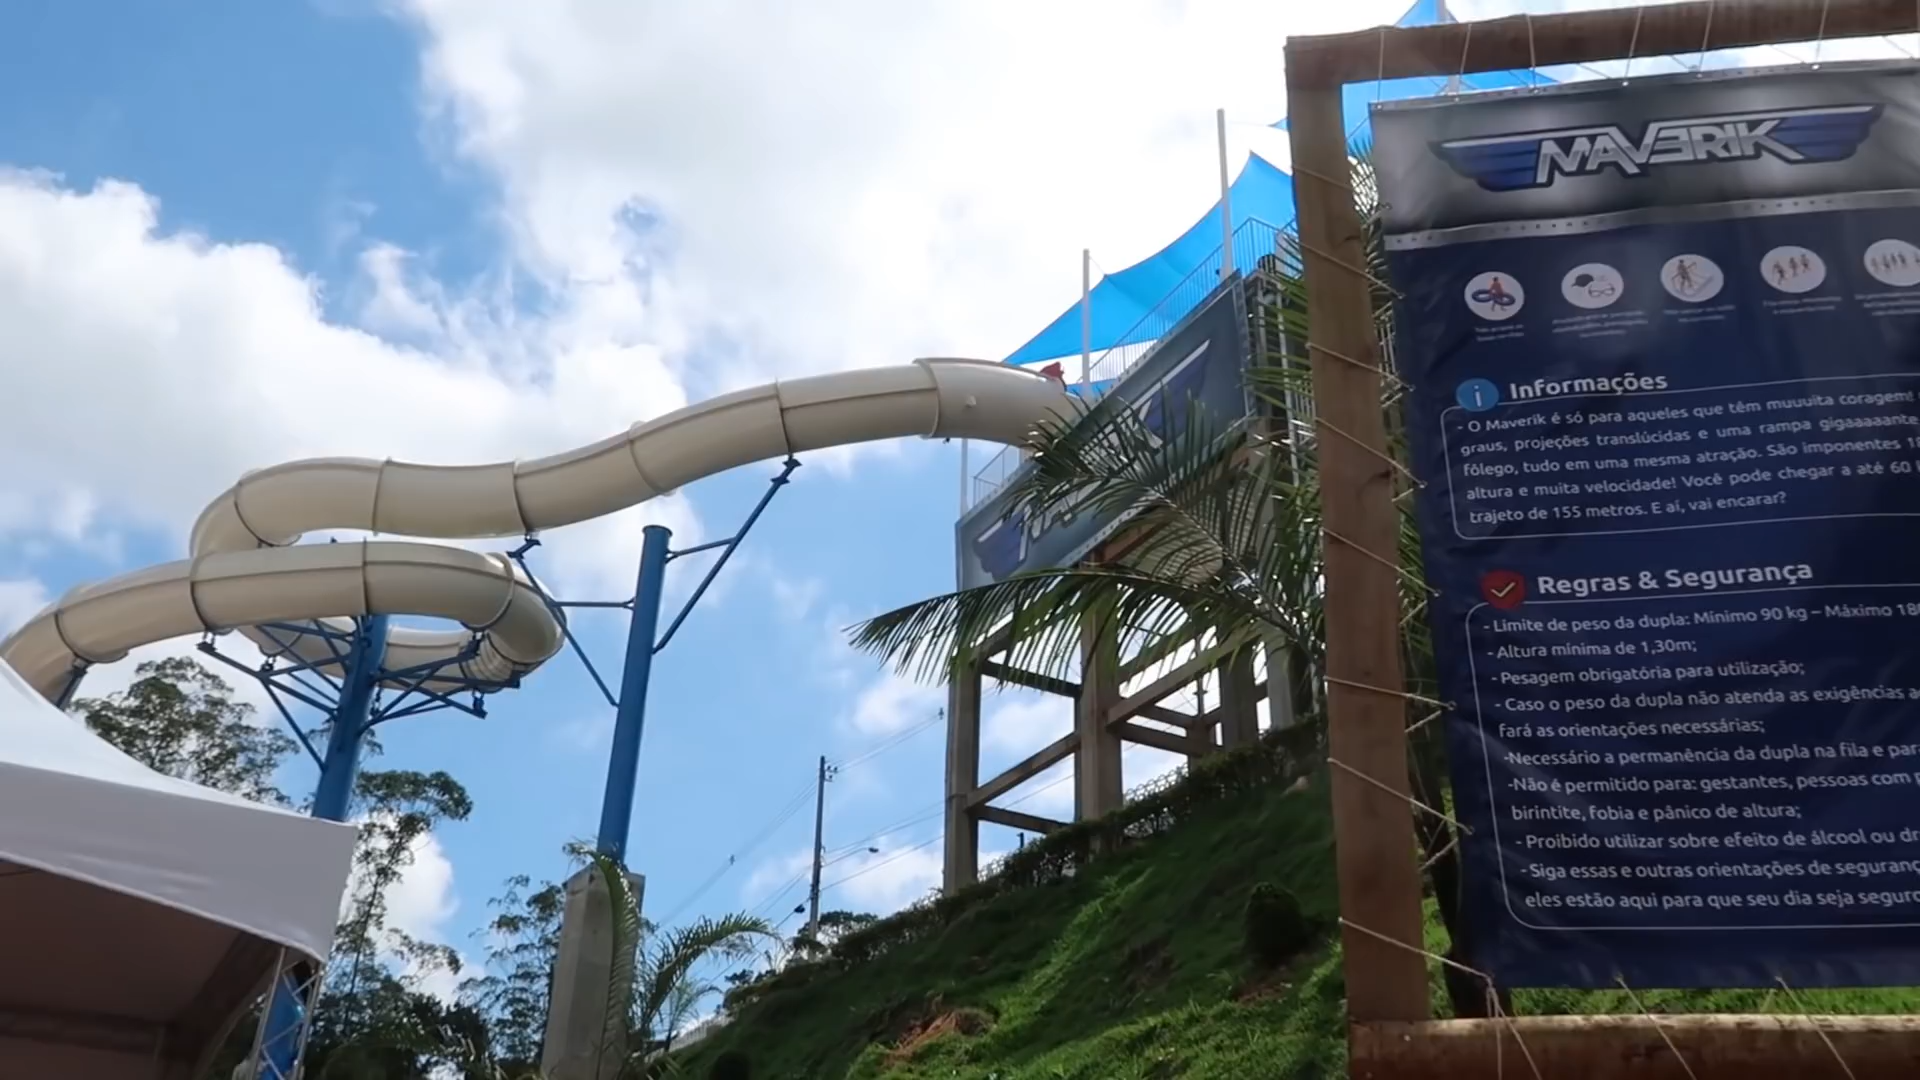 MAVERIK
Informações
- O Maverik é só para aqueles que têm muuuita coragem!
graus, projeções translúcidas e uma rampa gigaaaaante
fôlego, tudo em uma mesma atração. São imponentes
altura e muita velocidade! Você pode chegar a até 60
trajeto de 155 metros. E aí, vai encarar?
Regras & Segurança
- Limite de peso da dupla: Mínimo 90 kg – Máximo
- Altura mínima de 1,30m;
- Pesagem obrigatória para utilização;
- Caso o peso da dupla não atenda as exigências
fará as orientações necessárias;
-Necessário a permanência da dupla na fila e
-Não é permitido para: gestantes, pessoas com
birintite, fobia e pânico de altura;
- Proibido utilizar sobre efeito de álcool ou
- Siga essas e outras orientações de
eles estão aqui para que seu dia seja